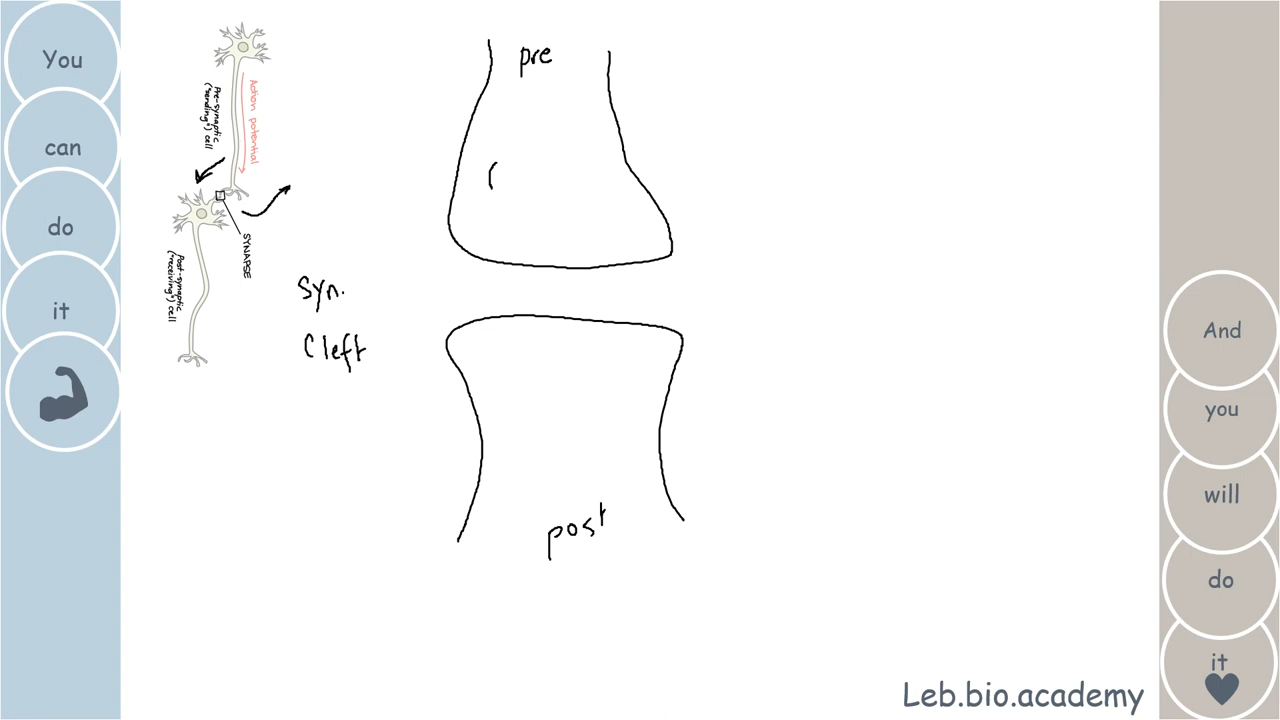 You
can
do
it
Action potential
Pre-synaptic
("sending") cell
SYNAPSE
Post-synaptic
("receiving") cell
pre
Syn.
Cleft
post
And
you
will
do
it
Leb.bio.academy